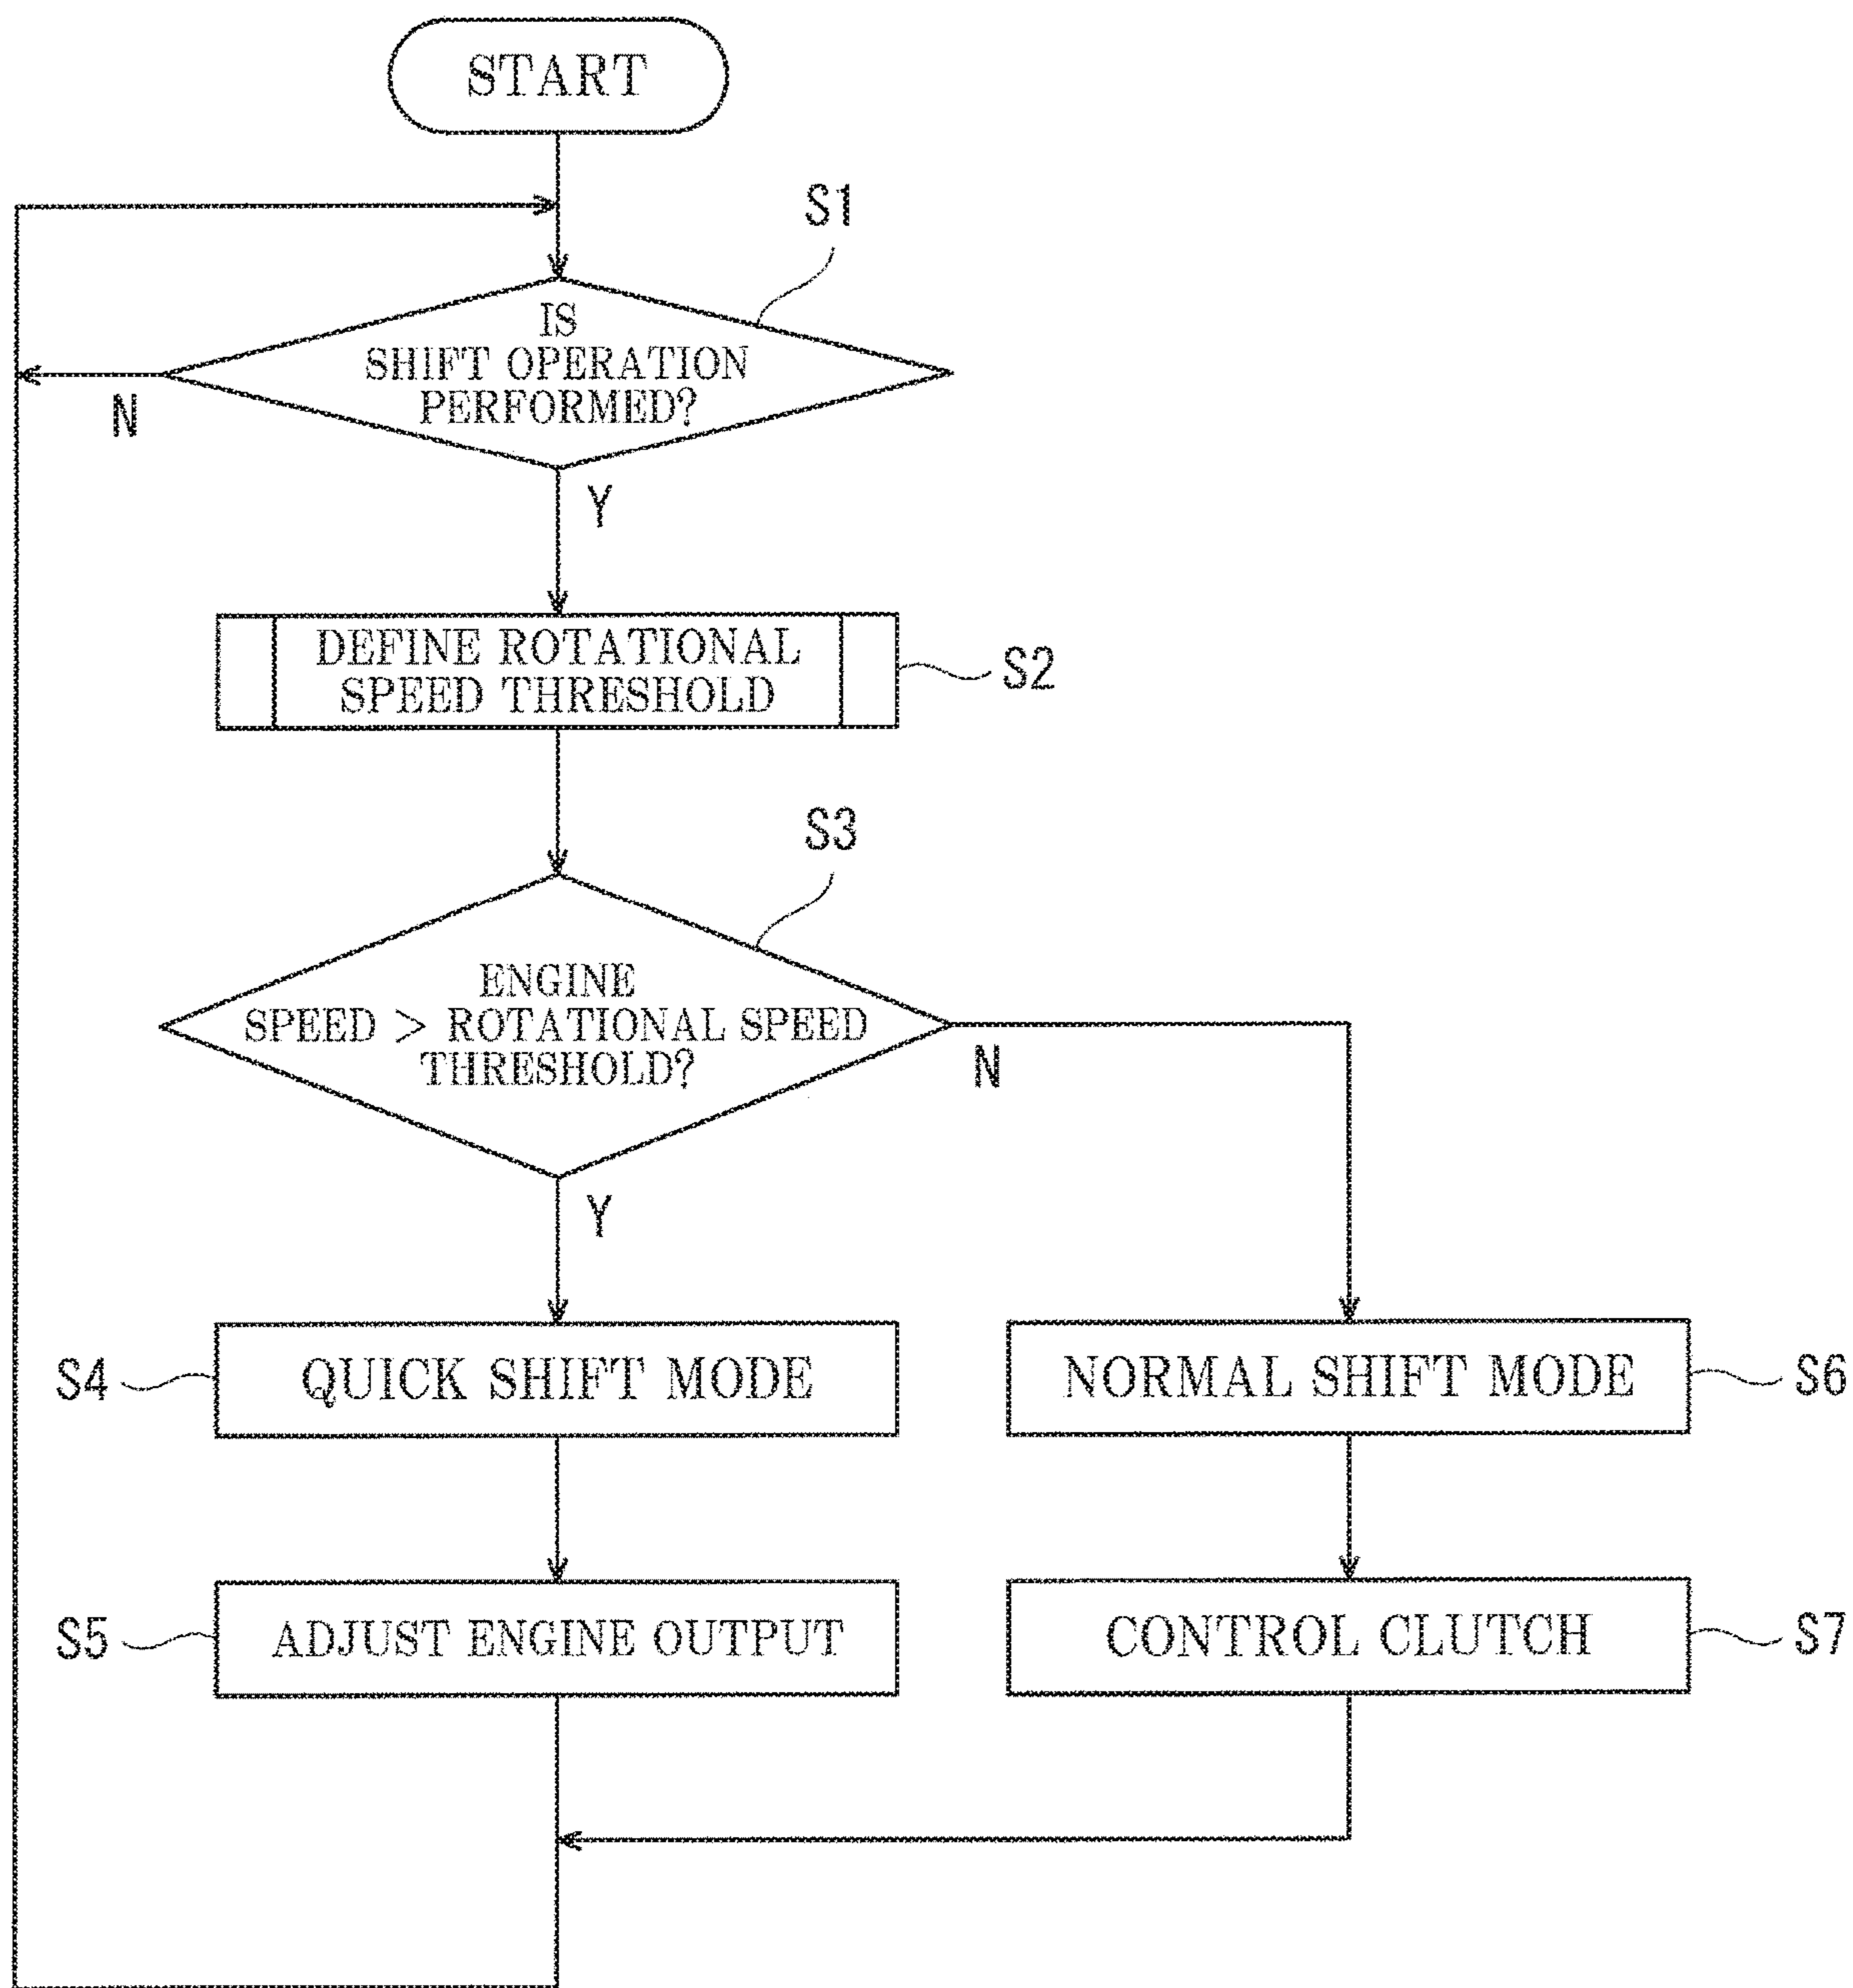 START
S1
IS
SHIFT OPERATION
PERFORMED?
N
Y
DEFINE ROTATIONAL
SPEED THRESHOLD
S2
S3
ENGINE
SPEED > ROTATIONAL SPEED
THRESHOLD?
N
Y
S4
QUICK SHIFT MODE
NORMAL SHIFT MODE
S6
S5
ADJUST ENGINE OUTPUT
CONTROL CLUTCH
S7